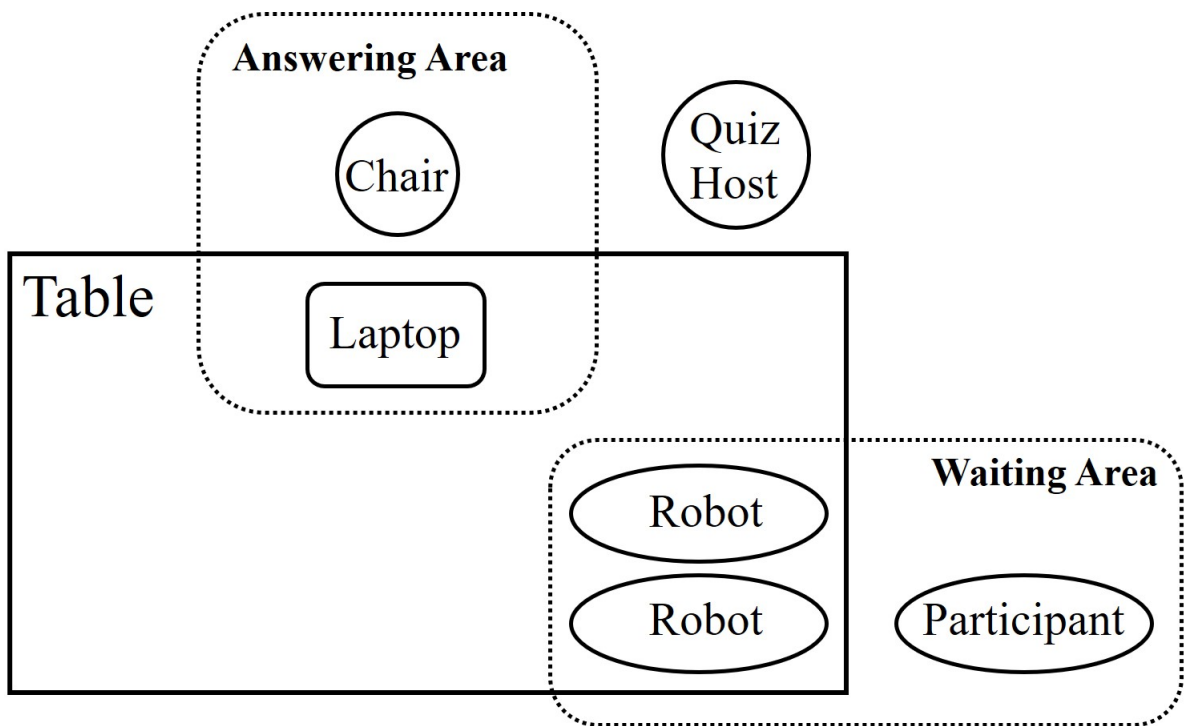 Answering Area
Quiz
Host
Chair
Table
Laptop
Waiting Area
Robot
Robot
Participant